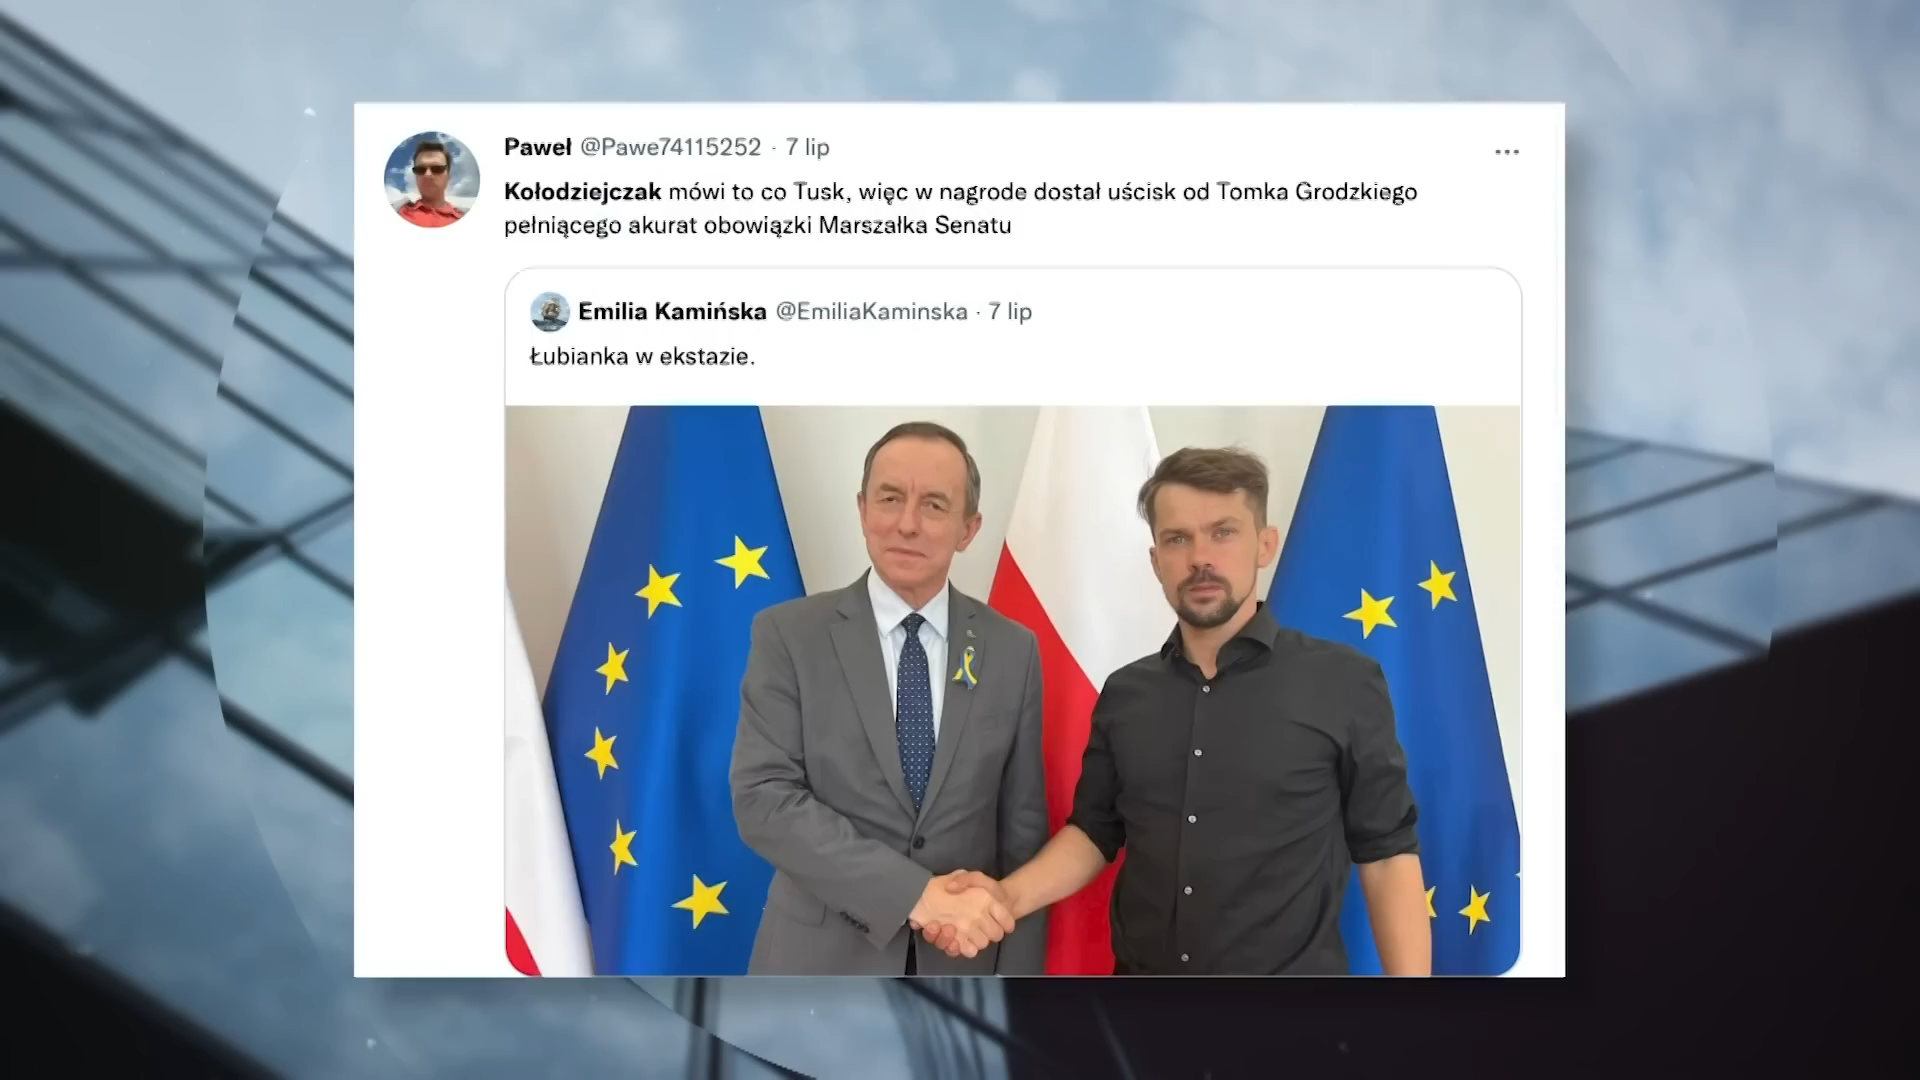 Paweł @Pawe74115252 · 7 lip
Kołodziejczak mówi to co Tusk, więc w nagrode dostał uścisk od Tomka Grodzkiego
pełniącego akurat obowiązki Marszałka Senatu
Emilia Kamińska @EmiliaKaminska · 7 lip
Łubianka w ekstazie.